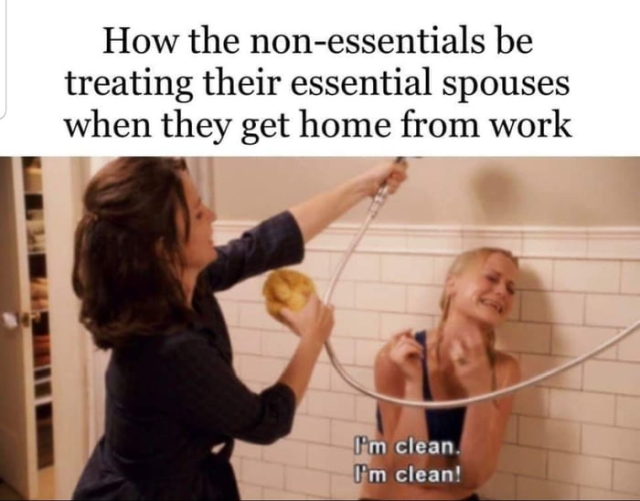 How the non-essentials be
treating their essential spouses
when they get home from work
I'm clean.
I'm clean!